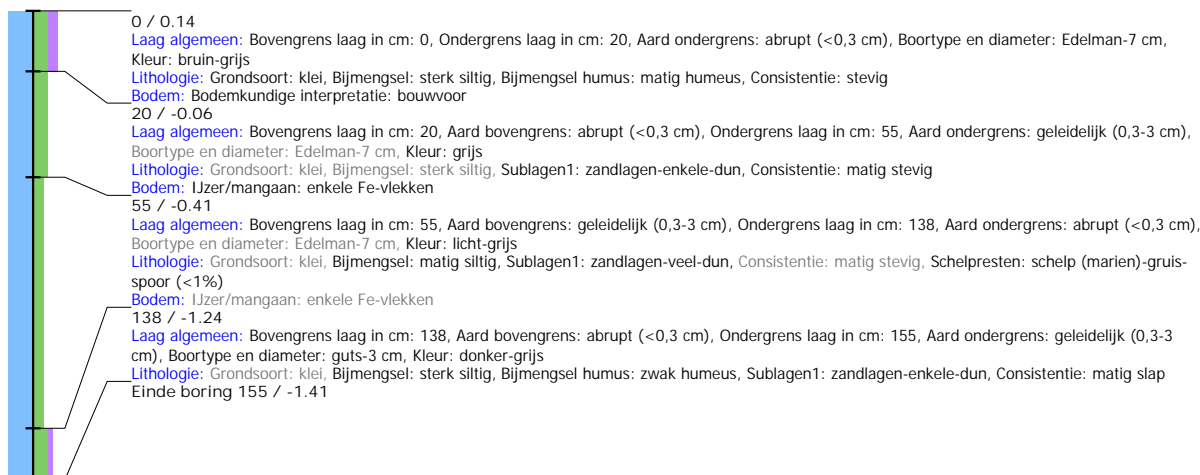 0 / 0.14
Laag algemeen: Bovengrens laag in cm: 0, Ondergrens laag in cm: 20, Aard ondergrens: abrupt (<0,3 cm), Boortype en diameter: Edelman-7 cm,
Kleur: bruin-grijs
Lithologie: Grondsoort: klei, Bijmengsel: sterk siltig, Bijmengsel humus: matig humeus, Consistentie: stevig
Bodem: Bodemkundige interpretatie: bouwvoor
20 / -0.06
Laag algemeen: Bovengrens laag in cm: 20, Aard bovengrens: abrupt (<0,3 cm), Ondergrens laag in cm: 55, Aard ondergrens: geleidelijk (0,3-3 cm),
Boortype en diameter: Edelman-7 cm, Kleur: grijs
Lithologie: Grondsoort: klei, Bijmengsel: sterk siltig, Sublagen1: zandlagen-enkele-dun, Consistentie: matig stevig
Bodem: IJzer/mangaan: enkele Fe-vlekken
55 / -0.41
Laag algemeen: Bovengrens laag in cm: 55, Aard bovengrens: geleidelijk (0,3-3 cm), Ondergrens laag in cm: 138, Aard ondergrens: abrupt (<0,3 cm),
Boortype en diameter: Edelman-7 cm, Kleur: licht-grijs
Lithologie: Grondsoort: klei, Bijmengsel: matig siltig, Sublagen1: zandlagen-veel-dun, Consistentie: matig stevig, Schelpresten: schelp (marien)-gruis-
spoor (<1%)
Bodem: IJzer/mangaan: enkele Fe-vlekken
138 / -1.24
Laag algemeen: Bovengrens laag in cm: 138, Aard bovengrens: abrupt (<0,3 cm), Ondergrens laag in cm: 155, Aard ondergrens: geleidelijk (0,3-3
cm), Boortype en diameter: guts-3 cm, Kleur: donker-grijs
Lithologie: Grondsoort: klei, Bijmengsel: sterk siltig, Bijmengsel humus: zwak humeus, Sublagen1: zandlagen-enkele-dun, Consistentie: matig slap
Einde boring 155 / -1.41